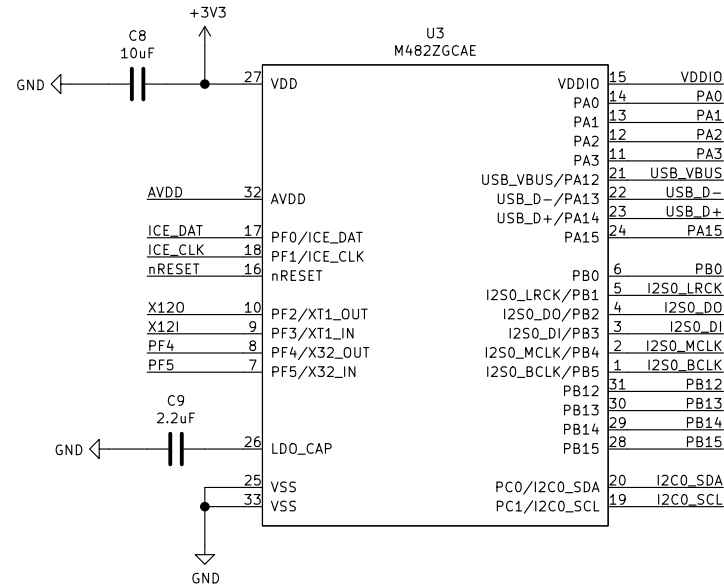 +3V3
C8
10uF
GND
U3
M482ZGCAE
27 VDD
VDDIO 15 VDDIO
PA0 14 PA0
PA1 13 PA1
PA2 12 PA2
PA3 11 PA3
USB_VBUS/PA12 21 USB_VBUS
AVDD 32 AVDD
USB_D-/PA13 22 USB_D-
USB_D+/PA14 23 USB_D+
ICE_DAT 17 PF0/ICE_DAT
PA15 24 PA15
ICE_CLK 18 PF1/ICE_CLK
nRESET 16 nRESET
PB0 6 PB0
I2S0_LRCK/PB1 5 I2S0_LRCK
X12O 10 PF2/XT1_OUT
I2S0_DO/PB2 4 I2S0_DO
X12I 9 PF3/XT1_IN
I2S0_DI/PB3 3 I2S0_DI
PF4 8 PF4/X32_OUT
I2S0_MCLK/PB4 2 I2S0_MCLK
PF5 7 PF5/X32_IN
I2S0_BCLK/PB5 1 I2S0_BCLK
PB12 31 PB12
PB13 30 PB13
PB14 29 PB14
PB15 28 PB15
C9
2.2uF
GND
26 LDO_CAP
25 VSS
PC0/I2C0_SDA 20 I2C0_SDA
33 VSS
PC1/I2C0_SCL 19 I2C0_SCL
GND